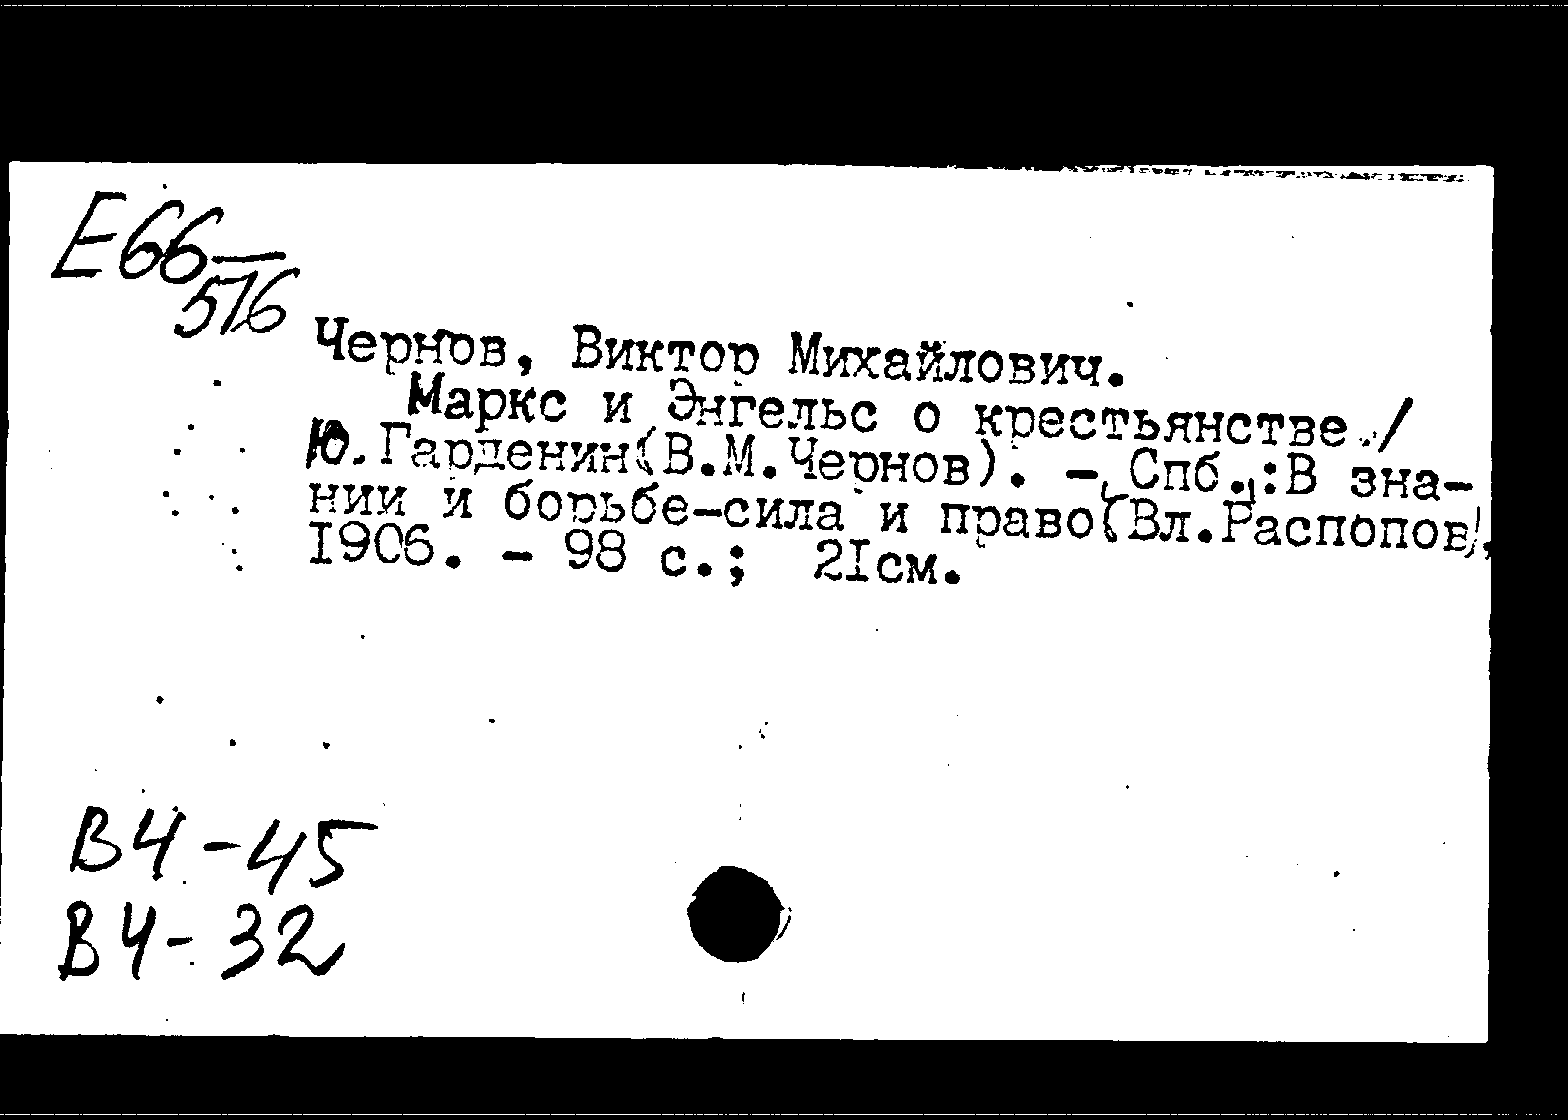 Е66
576
Чернов, Виктор Михайлович.
Маркс и Энгельс о крестьянстве /
Ю.Гарденин(В.М.Чернов). - Спб.:В зна-
нии и борьбе-сила и право(Вл.Распопов),
1906. - 98 с.; 21см.
В4-45
В4-32